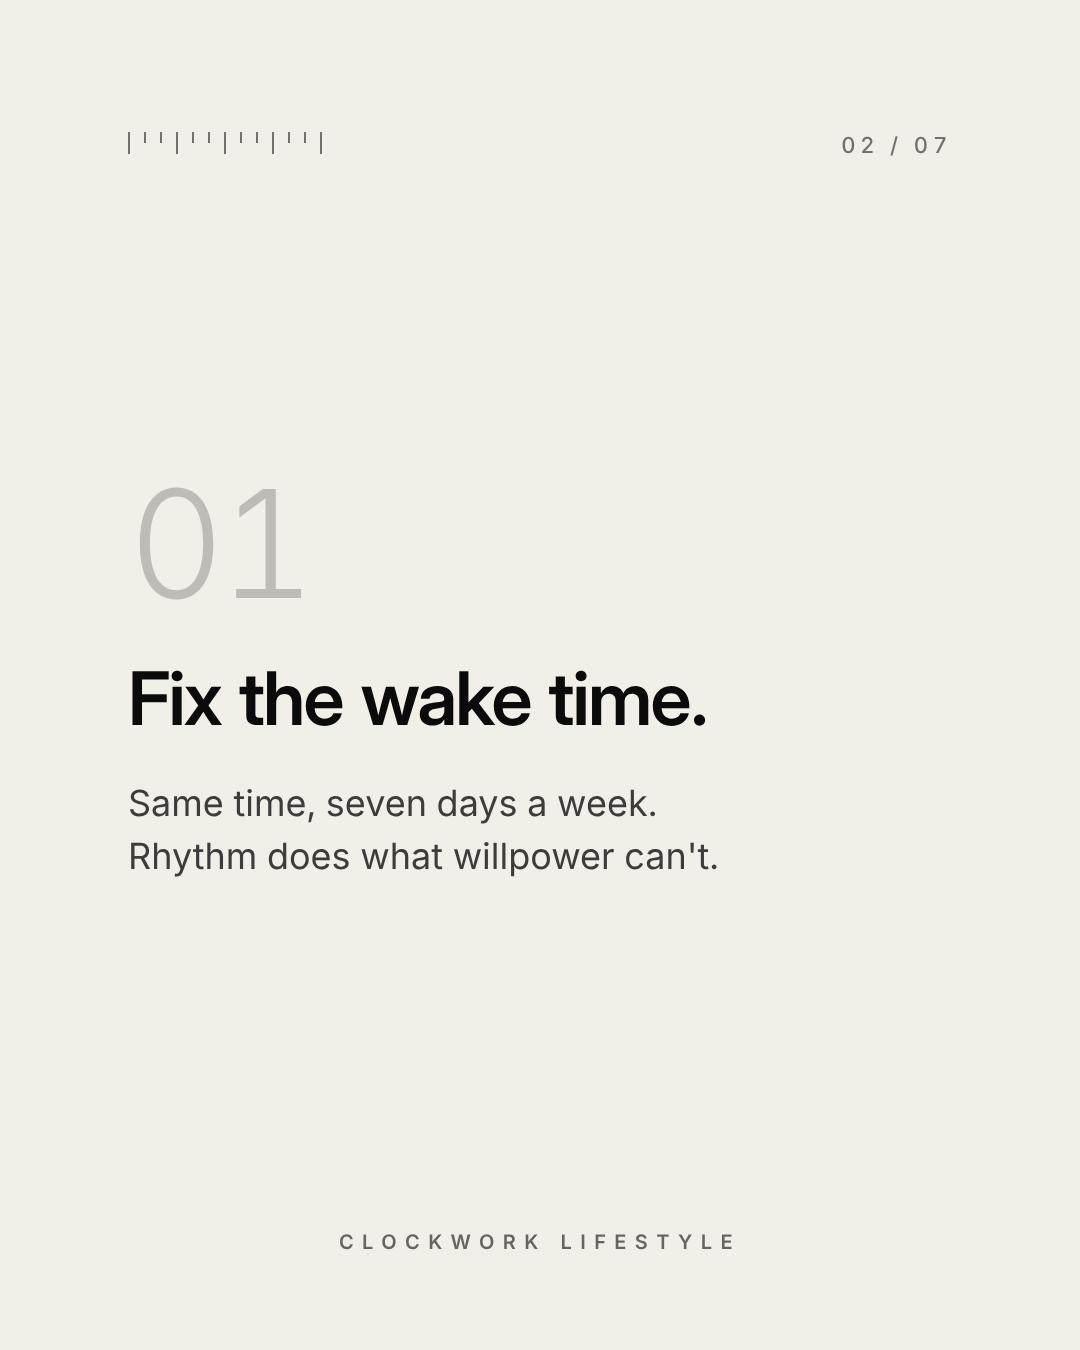 02 / 07
01
Fix the wake time.
Same time, seven days a week.
Rhythm does what willpower can't.
CLOCKWORK LIFESTYLE